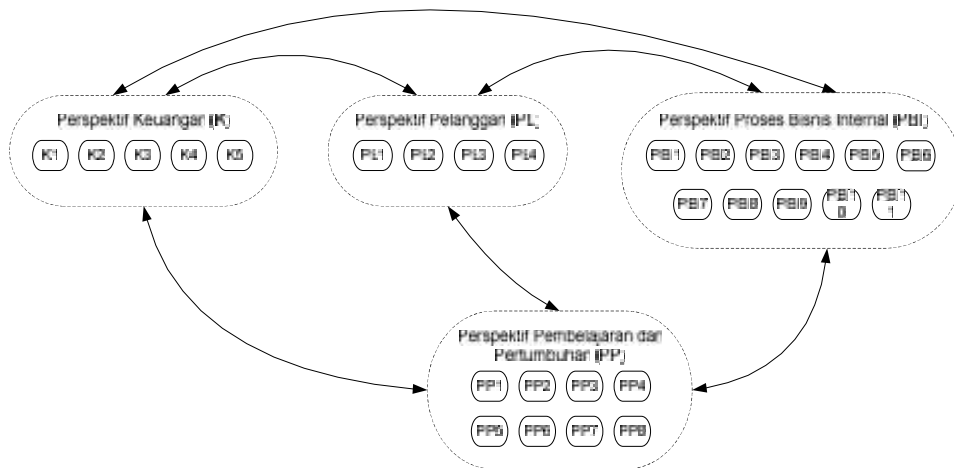 Perspektif Keuangan (K)
K1 K2 K3 K4 K5
Perspektif Pelanggan (PL)
PL1 PL2 PL3 PL4
Perspektif Proses Bisnis Internal (PBI)
PBI1 PBI2 PBI3 PBI4 PBI5 PBI6
PBI7 PBI8 PBI9 PBI1
0 PBI1
1
Perspektif Pembelajaran dan
Pertumbuhan (PP)
PP1 PP2 PP3 PP4
PP5 PP6 PP7 PP8